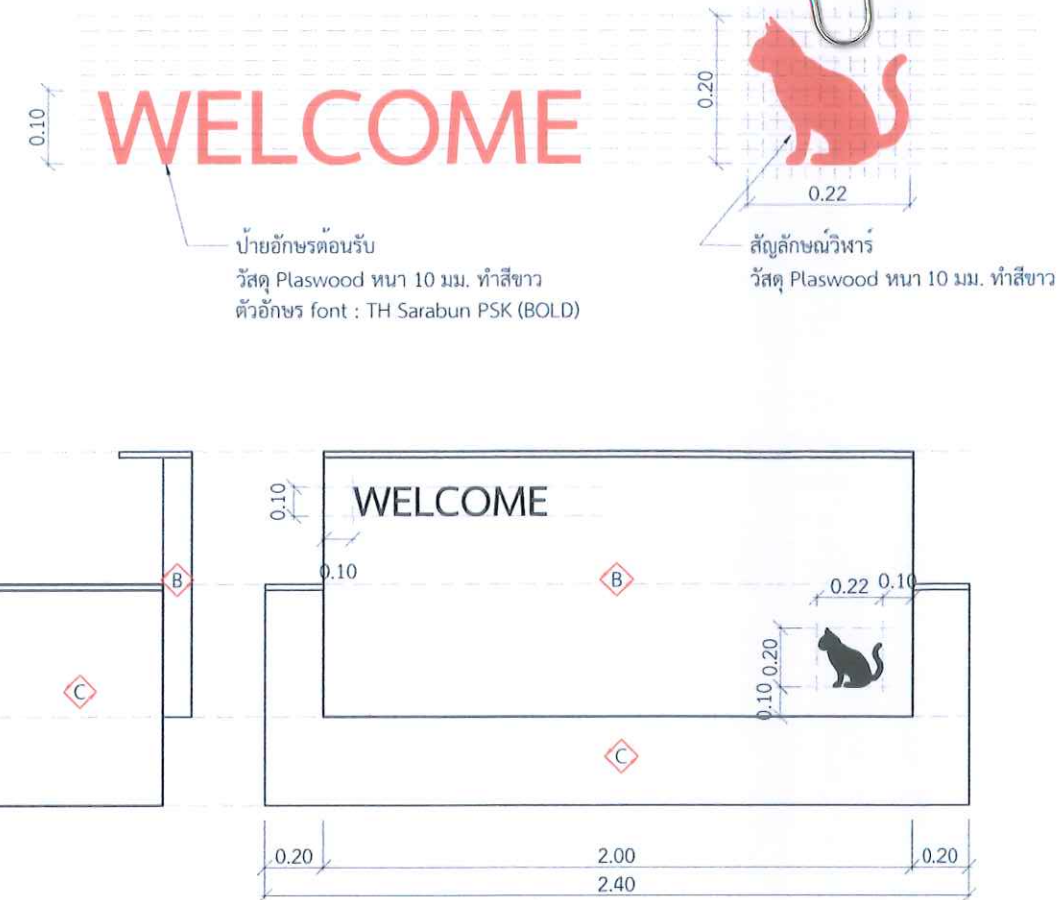 0.10
WELCOME
0.20
0.22
ป้ายอักษรต้อนรับ
วัสดุ Plaswood หนา 10 มม. ทำสีขาว
ตัวอักษร font : TH Sarabun PSK (BOLD)
สัญลักษณ์วิฬาร์
วัสดุ Plaswood หนา 10 มม. ทำสีขาว
0.10
WELCOME
0.10
B
B
0.22 0.10
C
0.20
0.10
C
0.20
2.00
0.20
2.40